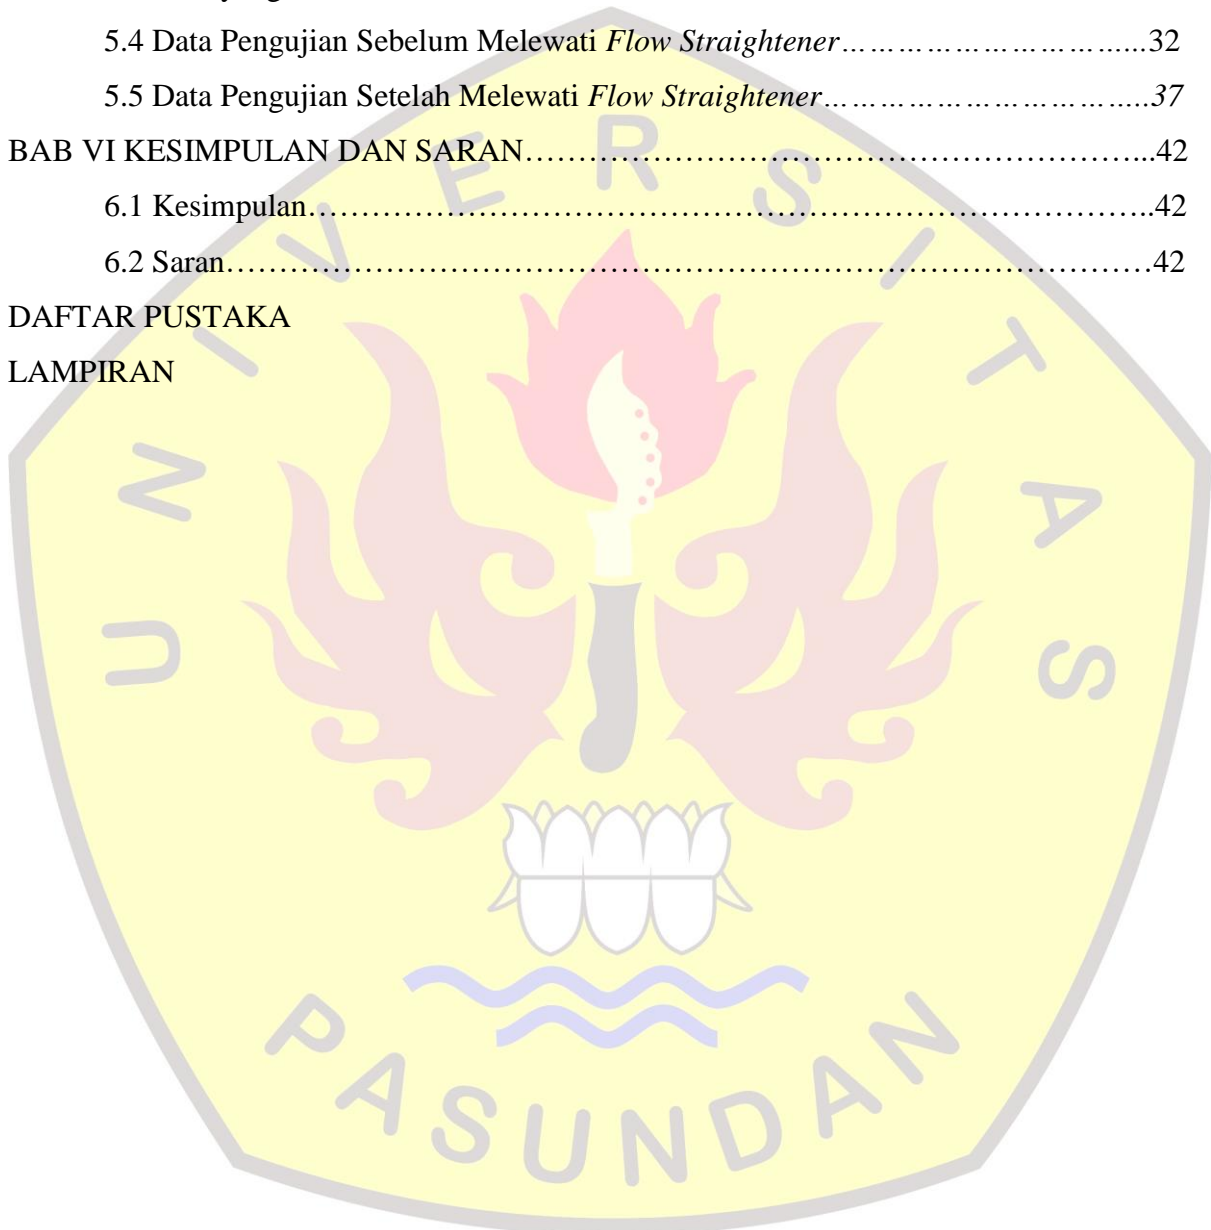 5.4 Data Pengujian Sebelum Melewati Flow Straightener…………………………...32
5.5 Data Pengujian Setelah Melewati Flow Straightener…………………………….…..37
BAB VI KESIMPULAN DAN SARAN…………………………………………………...42
6.1 Kesimpulan……………………………………………………………………..42
6.2 Saran……………………………………………………………………………42
DAFTAR PUSTAKA
LAMPIRAN
UNIVERSITAS
PASUNDAN